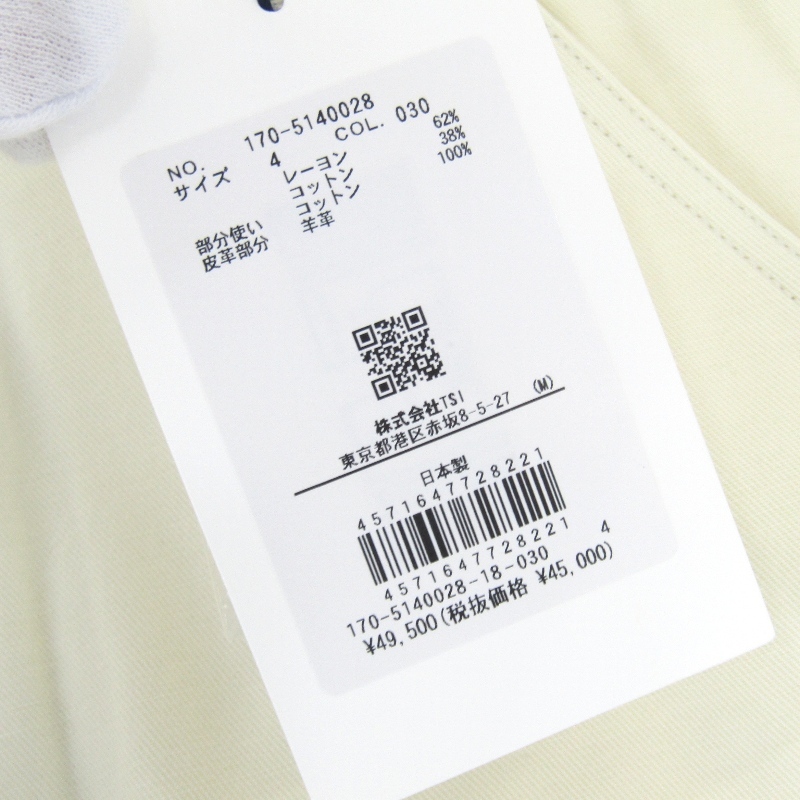 NO. 170-5140028
サイズ 4 COL. 030
レーヨン 62%
コットン 38%
部分使い コットン 100%
皮革部分 羊革
株式会社TSI
東京都港区赤坂8-5-27 (M)
日本製
4571647728221
4571647728221
170-5140028-18-030 4
¥49,500(税抜価格 ¥45,000)